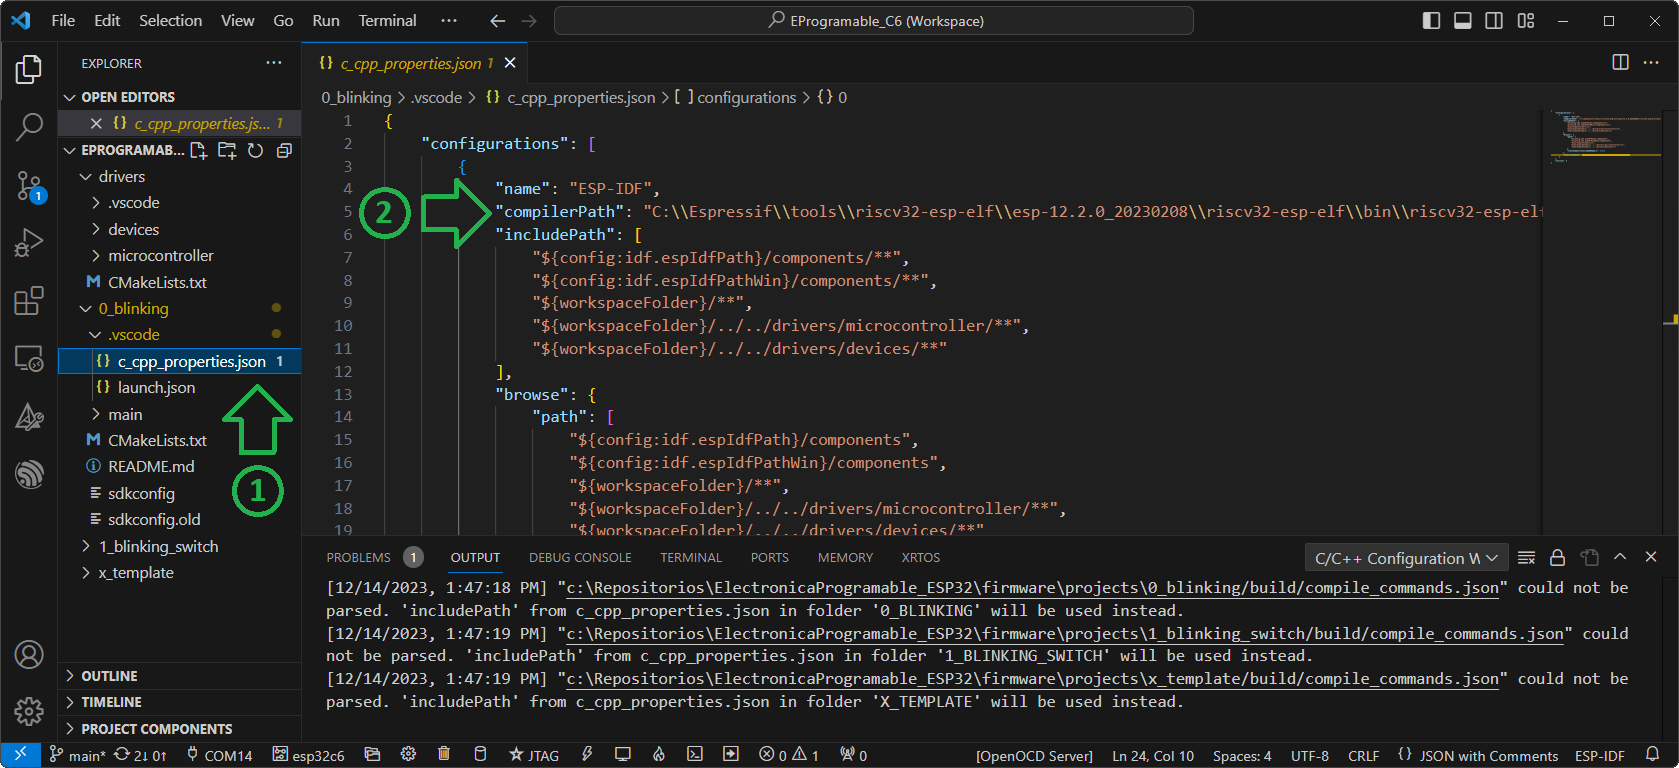 File Edit Selection View Go Run Terminal ··· EProgramable_C6 (Workspace)
EXPLORER ···
OPEN EDITORS
c_cpp_properties.js... 1
EPROGRAMAB...
drivers
.vscode
devices
microcontroller
CMakeLists.txt
0_blinking
.vscode
c_cpp_properties.json 1
launch.json
main
CMakeLists.txt
README.md
sdkconfig
sdkconfig.old
1_blinking_switch
x_template
OUTLINE
TIMELINE
PROJECT COMPONENTS
1
1
2
c_cpp_properties.json 1
0_blinking > .vscode > {} c_cpp_properties.json > [ ] configurations > {} 0
1 {
2 "configurations": [
3 {
4 "name": "ESP-IDF",
5 "compilerPath": "C:\\Espressif\\tools\\riscv32-esp-elf\\esp-12.2.0_20230208\\riscv32-esp-elf\\bin\\riscv32-esp-elf
6 "includePath": [
7 "${config:idf.espIdfPath}/components/**",
8 "${config:idf.espIdfPathWin}/components/**",
9 "${workspaceFolder}/**",
10 "${workspaceFolder}/../../drivers/microcontroller/**",
11 "${workspaceFolder}/../../drivers/devices/**"
12 ],
13 "browse": {
14 "path": [
15 "${config:idf.espIdfPath}/components",
16 "${config:idf.espIdfPathWin}/components",
17 "${workspaceFolder}/**",
18 "${workspaceFolder}/../../drivers/microcontroller/**",
19 "${workspaceFolder}/../../drivers/devices/**"
PROBLEMS 1 OUTPUT DEBUG CONSOLE TERMINAL PORTS MEMORY XRTOS C/C++ Configuration W
[12/14/2023, 1:47:18 PM] "c:\Repositorios\ElectronicaProgramable_ESP32\firmware\projects\0_blinking/build/compile_commands.json" could not be
parsed. 'includePath' from c_cpp_properties.json in folder '0_BLINKING' will be used instead.
[12/14/2023, 1:47:19 PM] "c:\Repositorios\ElectronicaProgramable_ESP32\firmware\projects\1_blinking_switch/build/compile_commands.json" could
not be parsed. 'includePath' from c_cpp_properties.json in folder '1_BLINKING_SWITCH' will be used instead.
[12/14/2023, 1:47:19 PM] "c:\Repositorios\ElectronicaProgramable_ESP32\firmware\projects\x_template/build/compile_commands.json" could not be
parsed. 'includePath' from c_cpp_properties.json in folder 'X_TEMPLATE' will be used instead.
main* 2↓ 0↑ COM14 esp32c6 JTAG 0 1 0 [OpenOCD Server] Ln 24, Col 10 Spaces: 4 UTF-8 CRLF {} JSON with Comments ESP-IDF